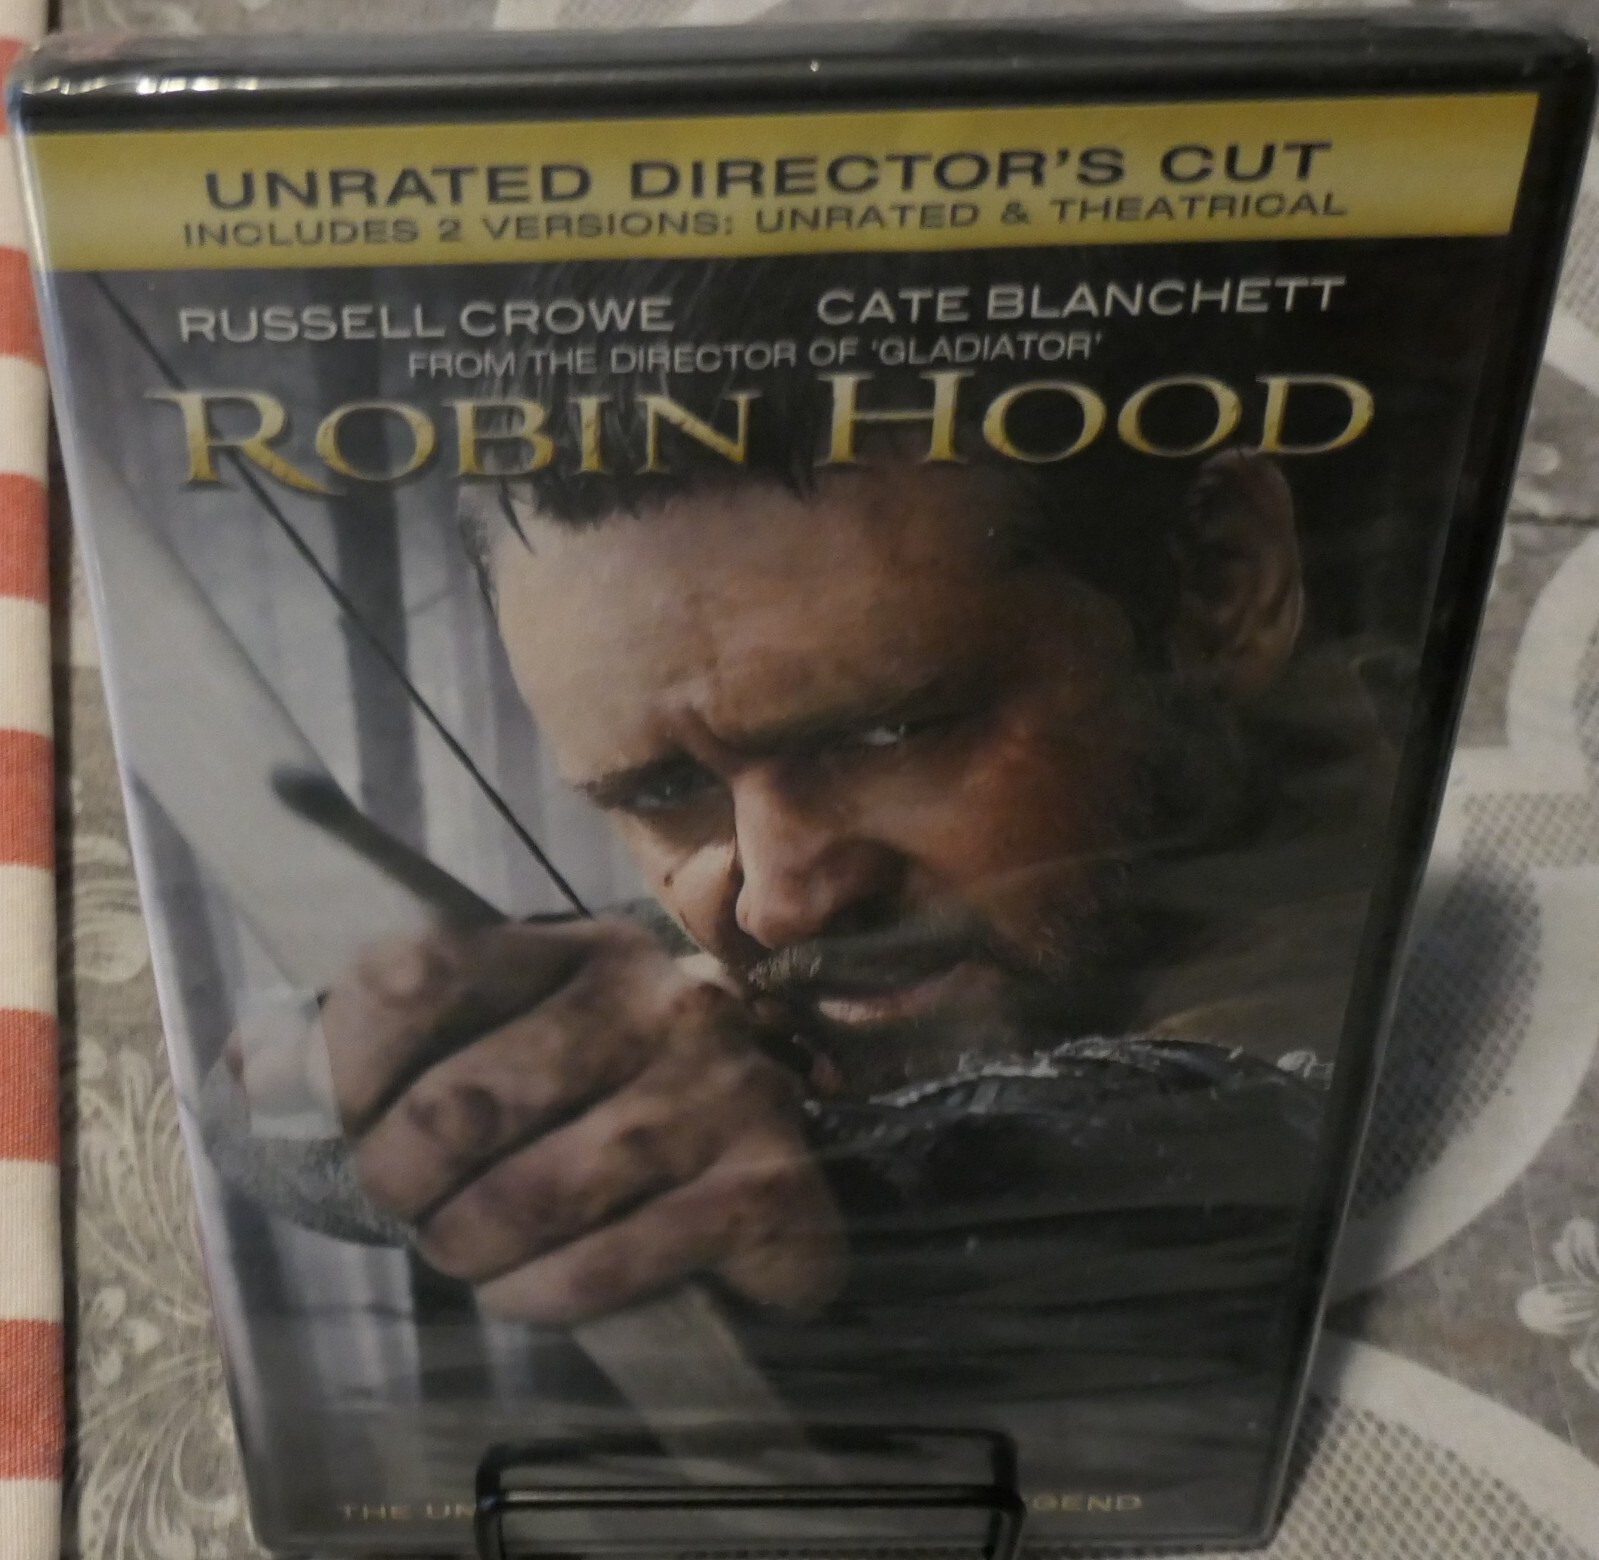 UNRATED DIRECTOR'S CUT
INCLUDES 2 VERSIONS: UNRATED & THEATRICAL
RUSSELL CROWE CATE BLANCHETT
FROM THE DIRECTOR OF 'GLADIATOR'
ROBIN HOOD
THE